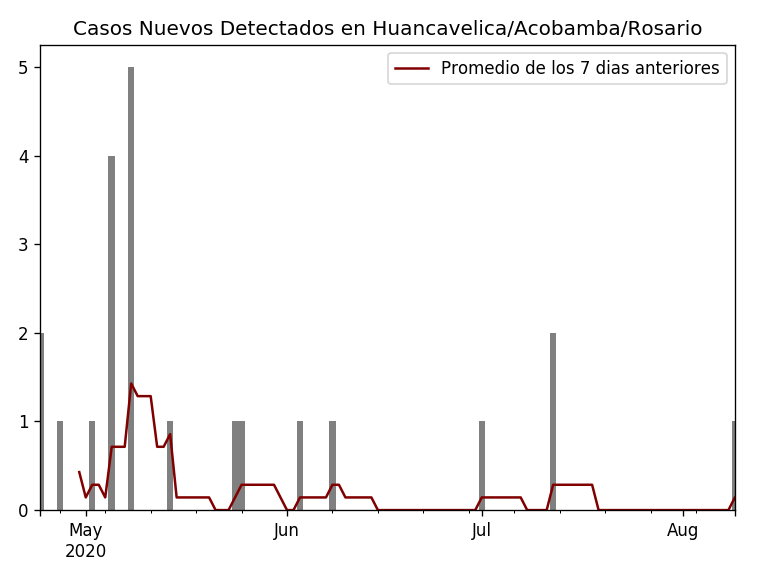 Casos Nuevos Detectados en Huancavelica/Acobamba/Rosario
Promedio de los 7 dias anteriores
5
4
3
2
1
0
May Jun Jul Aug
2020